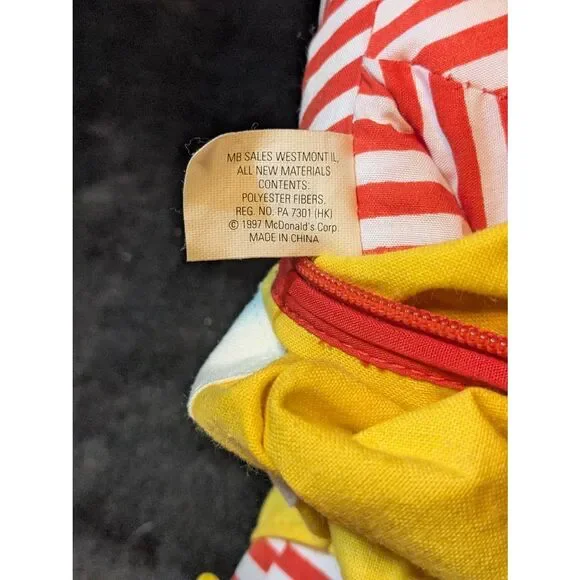 MB SALES WESTMONT IL,
ALL NEW MATERIALS
CONTENTS:
POLYESTER FIBERS.
REG. NO. PA 7301 (HK)
© 1997 McDonald's Corp.
MADE IN CHINA